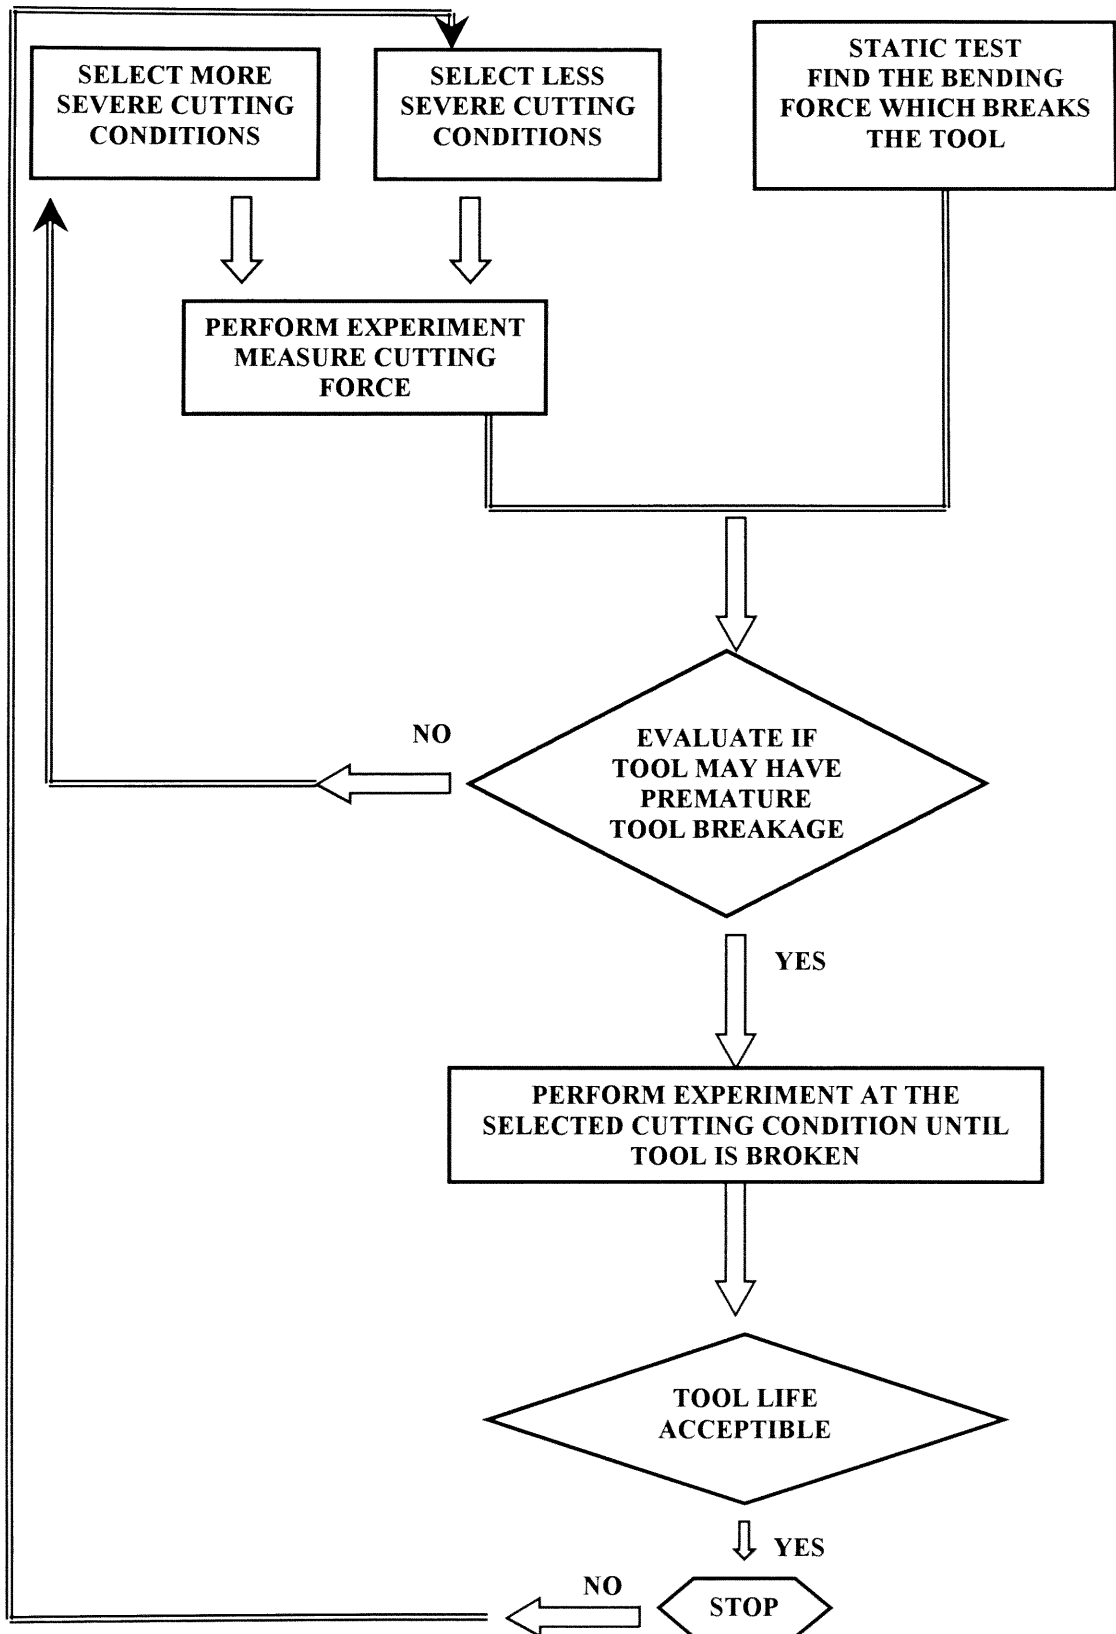 SELECT MORE
SEVERE CUTTING
CONDITIONS
SELECT LESS
SEVERE CUTTING
CONDITIONS
STATIC TEST
FIND THE BENDING
FORCE WHICH BREAKS
THE TOOL
PERFORM EXPERIMENT
MEASURE CUTTING
FORCE
NO
EVALUATE IF
TOOL MAY HAVE
PREMATURE
TOOL BREAKAGE
YES
PERFORM EXPERIMENT AT THE
SELECTED CUTTING CONDITION UNTIL
TOOL IS BROKEN
TOOL LIFE
ACCEPTIBLE
YES
NO
STOP